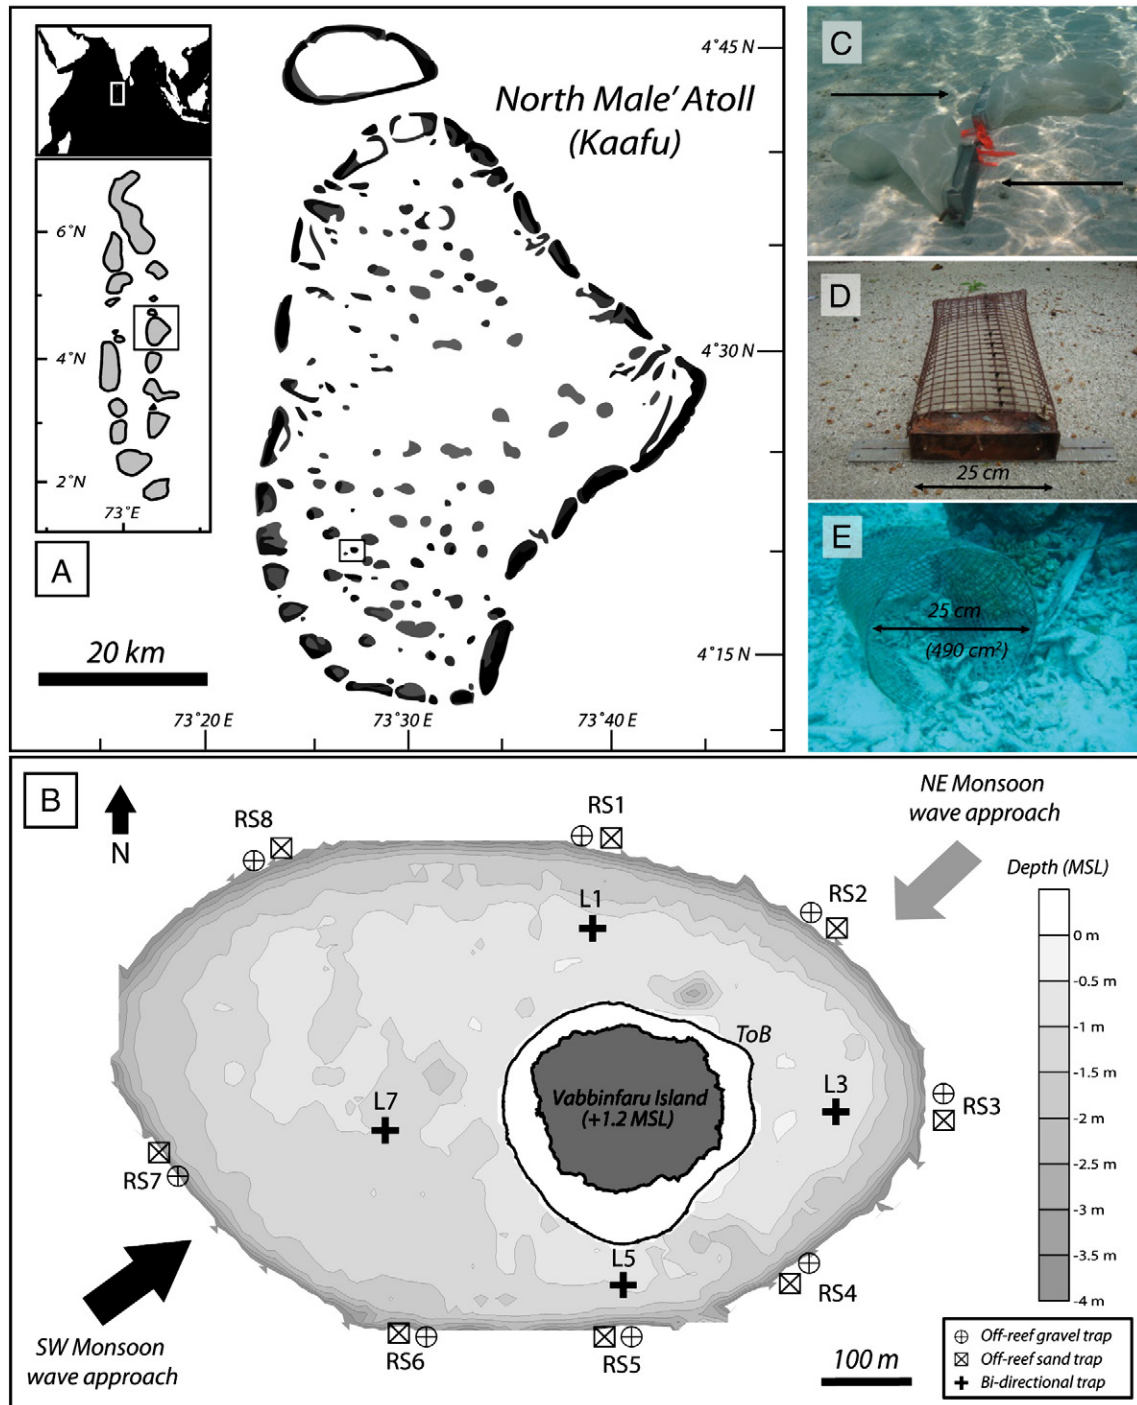 North Male' Atoll
(Kaafu)
4°45 N
4°30 N
4°15 N
6°N
4°N
2°N
73°E
A
20 km
73°20 E
73°30 E
73°40 E
C
D
25 cm
E
25 cm
(490 cm²)
B
N
RS8
RS1
NE Monsoon
wave approach
RS2
L1
Depth (MSL)
0 m
-0.5 m
-1 m
-1.5 m
-2 m
-2.5 m
-3 m
-3.5 m
-4 m
ToB
Vabbinfaru Island
(+1.2 MSL)
L7
L3
RS3
RS7
L5
RS4
SW Monsoon
wave approach
RS6
RS5
100 m
Off-reef gravel trap
Off-reef sand trap
Bi-directional trap